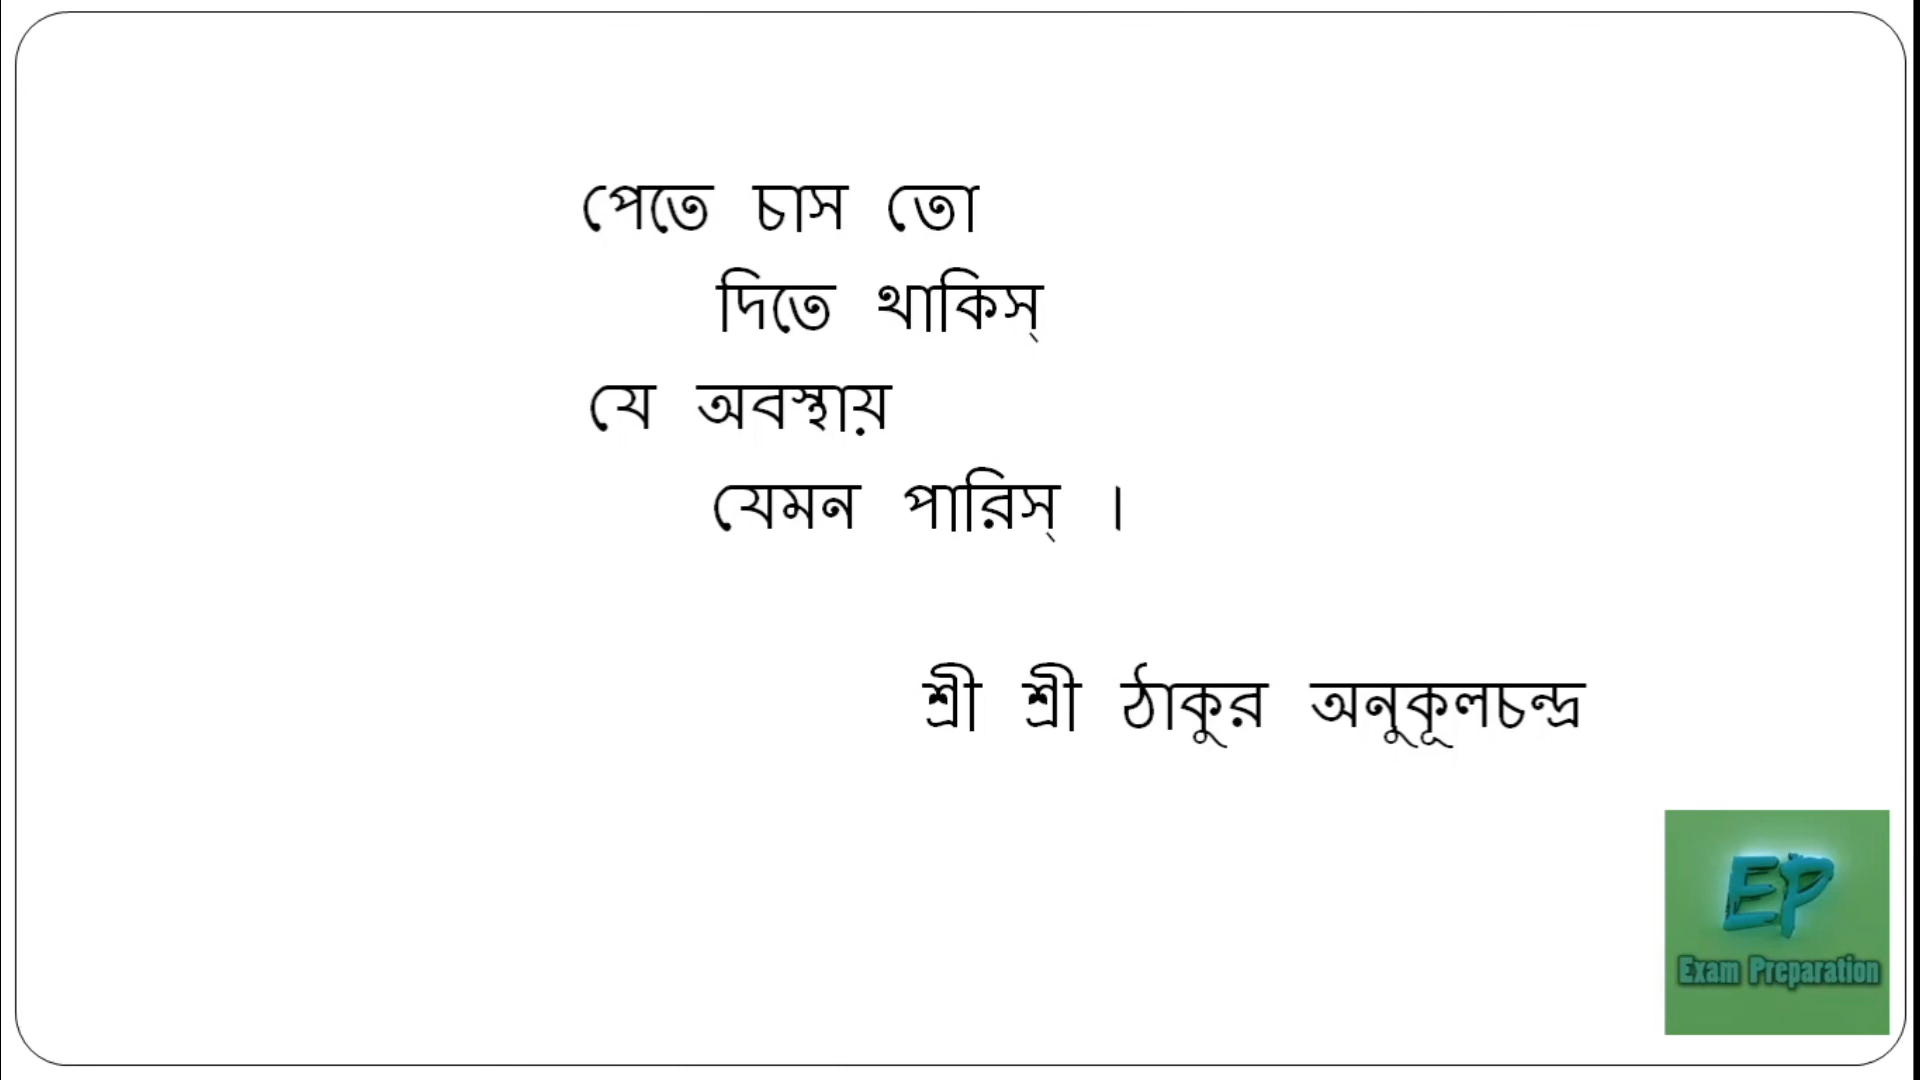 পেতে চাস তো
দিতে থাকিস্
যে অবস্থায়
যেমন পারিস্ ।
শ্রী শ্রী ঠাকুর অনুকূলচন্দ্র
EP
Exam Preparation